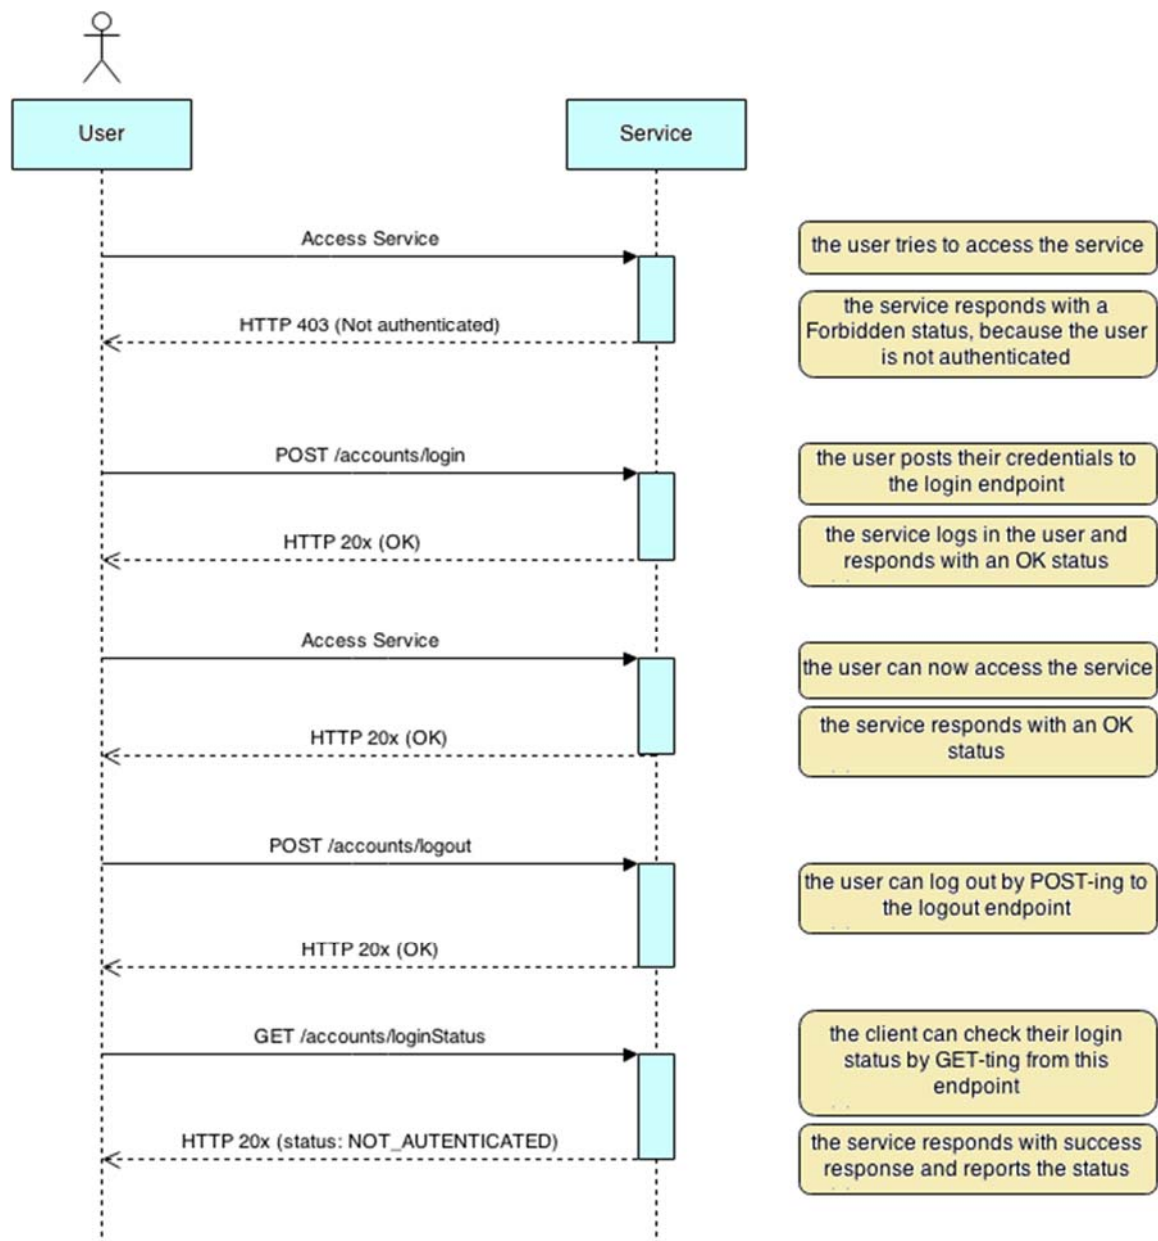 User
Service
Access Service
the user tries to access the service
HTTP 403 (Not authenticated)
the service responds with a
Forbidden status, because the user
is not authenticated
POST /accounts/login
the user posts their credentials to
the login endpoint
HTTP 20x (OK)
the service logs in the user and
responds with an OK status
Access Service
the user can now access the service
HTTP 20x (OK)
the service responds with an OK
status
POST /accounts/logout
the user can log out by POST-ing to
the logout endpoint
HTTP 20x (OK)
GET /accounts/loginStatus
the client can check their login
status by GET-ting from this
endpoint
HTTP 20x (status: NOT_AUTENTICATED)
the service responds with success
response and reports the status